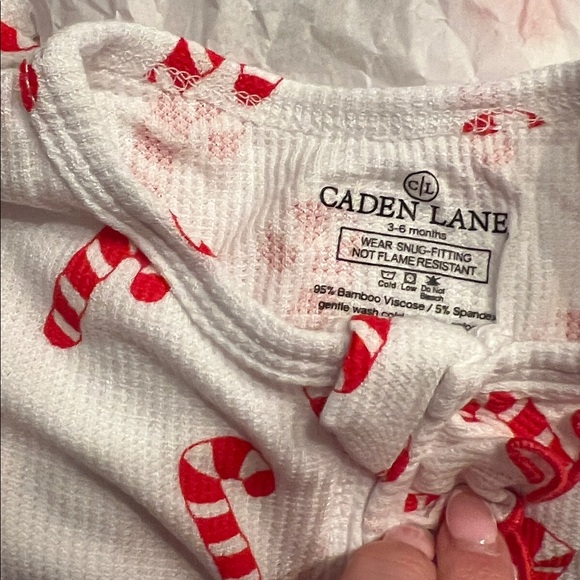 C|L
CADEN LANE
3-6 months
WEAR SNUG-FITTING
NOT FLAME RESISTANT
Cold Low Do Not
Bleach
95% Bamboo Viscose / 5% Spandex
gentle wash cold